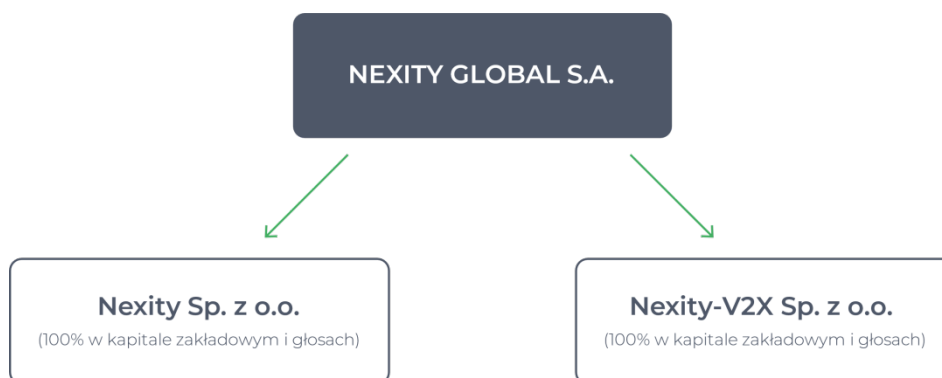 NEXITY GLOBAL S.A.
Nexity Sp. z o.o.
(100% w kapitale zakładowym i głosach)
Nexity-V2X Sp. z o.o.
(100% w kapitale zakładowym i głosach)